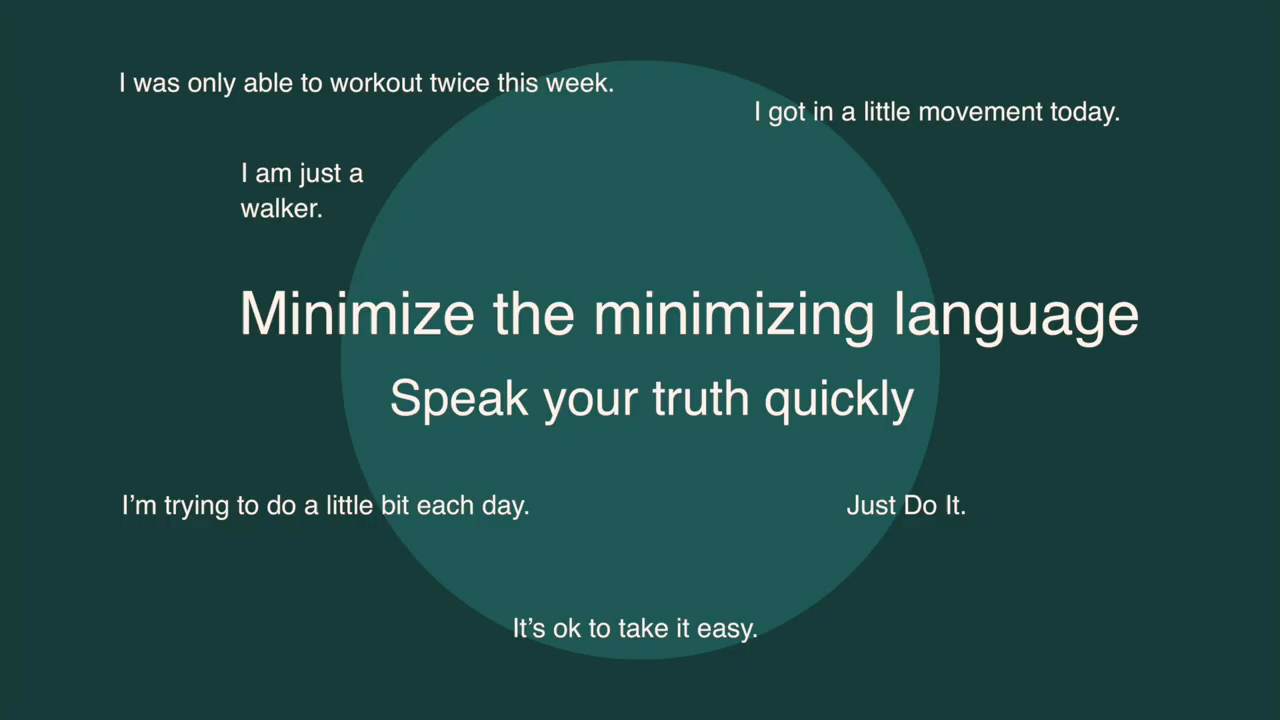 I was only able to workout twice this week.
I got in a little movement today.
I am just a
walker.
Minimize the minimizing language
Speak your truth quickly
I’m trying to do a little bit each day.
Just Do It.
It’s ok to take it easy.